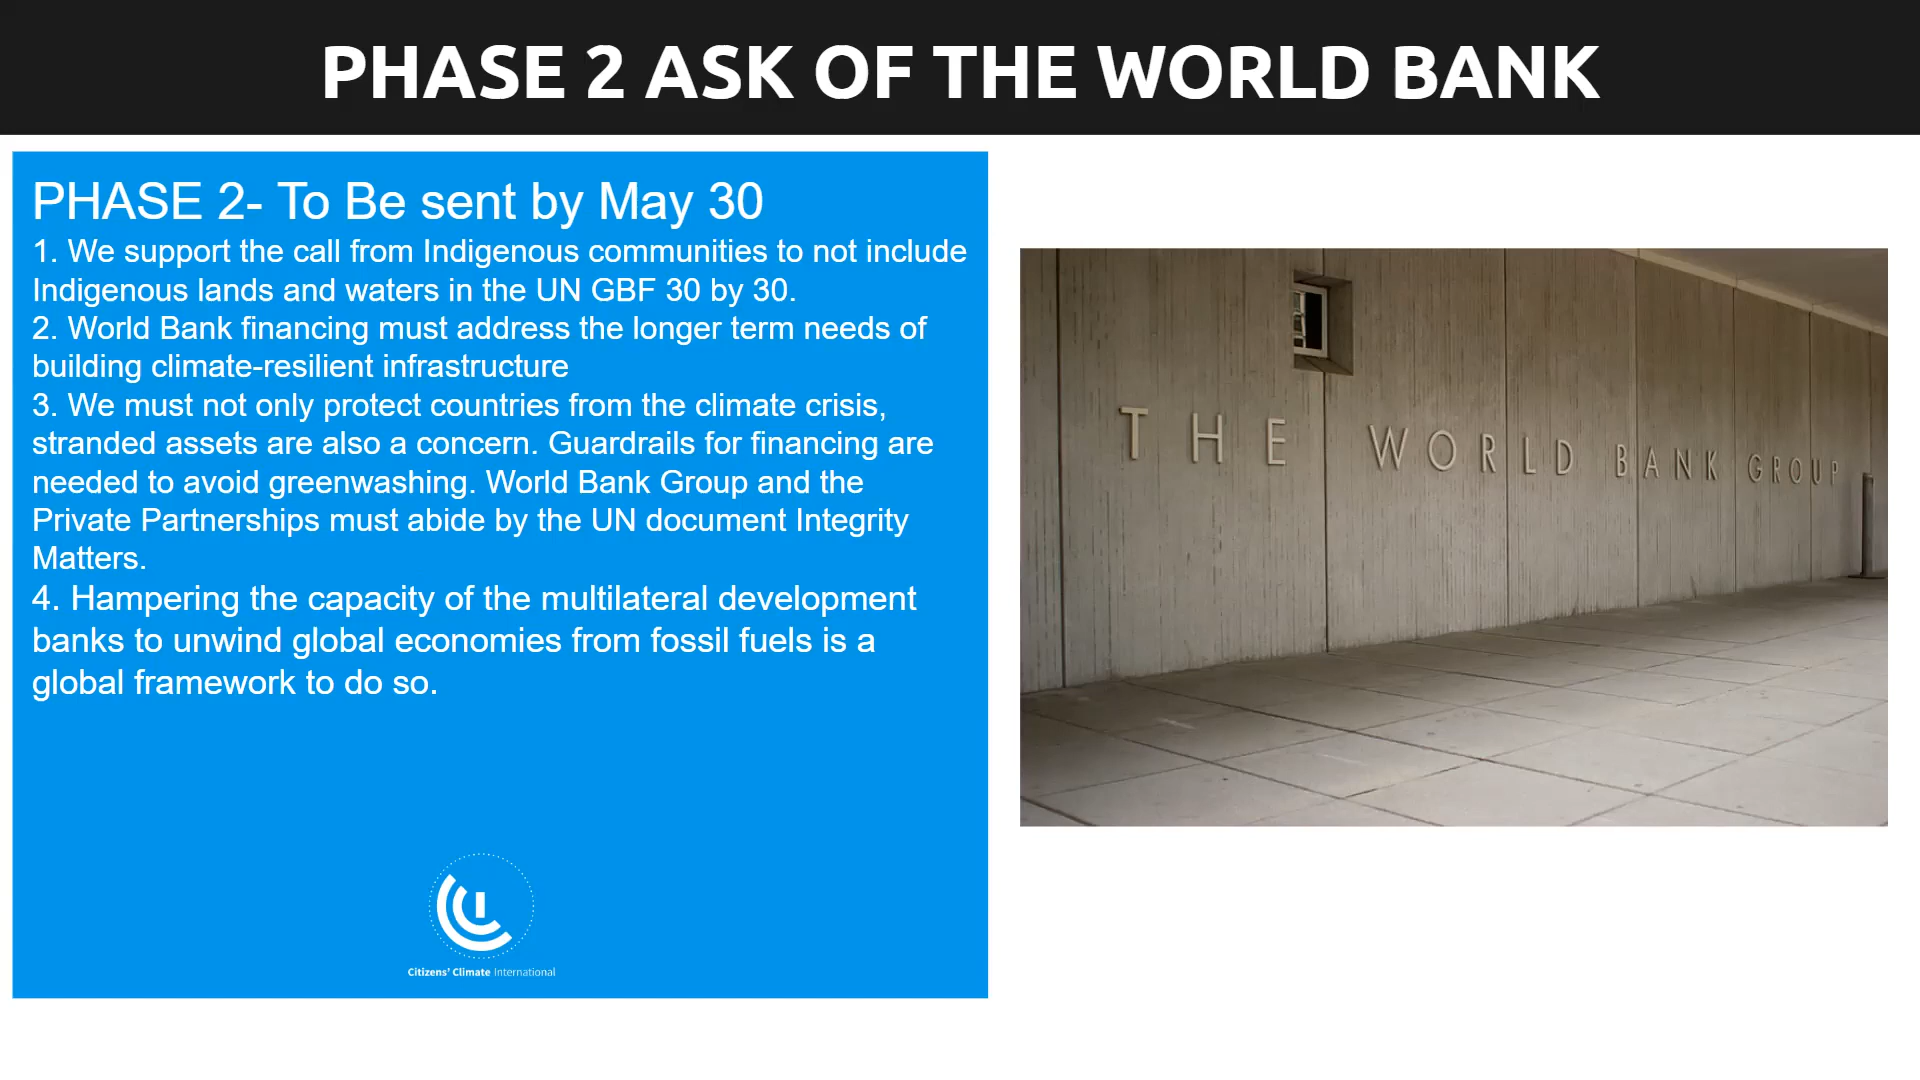 PHASE 2 ASK OF THE WORLD BANK
PHASE 2- To Be sent by May 30
1. We support the call from Indigenous communities to not include
Indigenous lands and waters in the UN GBF 30 by 30.
2. World Bank financing must address the longer term needs of
building climate-resilient infrastructure
3. We must not only protect countries from the climate crisis,
stranded assets are also a concern. Guardrails for financing are
needed to avoid greenwashing. World Bank Group and the
Private Partnerships must abide by the UN document Integrity
Matters.
4. Hampering the capacity of the multilateral development
banks to unwind global economies from fossil fuels is a
global framework to do so.
Citizens' Climate International
THE WORLD BANK GROUP